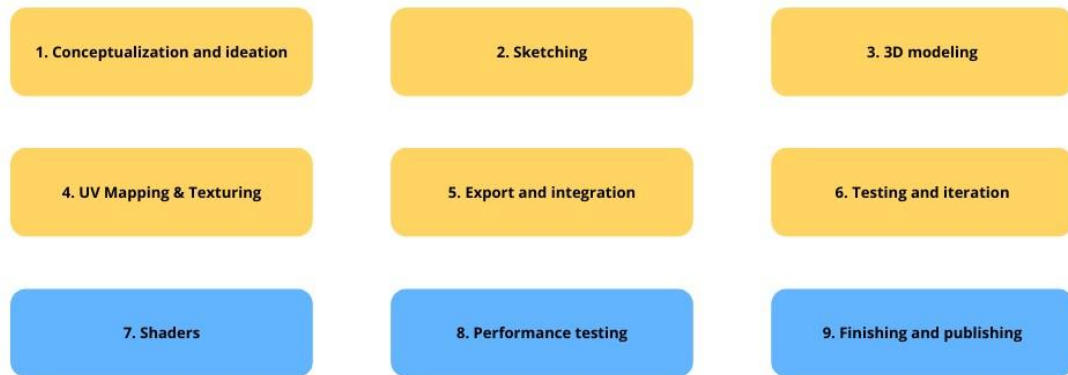 1. Conceptualization and ideation
2. Sketching
3. 3D modeling
4. UV Mapping & Texturing
5. Export and integration
6. Testing and iteration
7. Shaders
8. Performance testing
9. Finishing and publishing